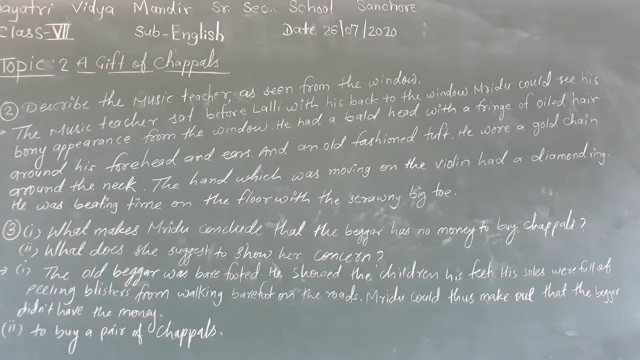 ayatri Vidya Mandir Sr. Sec. School Sanchore
Class-VII Sub-English Date 26/07/2020
Topic: 2 A Gift of Chappals
② Describe the Music teacher, as seen from the window.
→ The Music teacher sat before Lalli with his back to the window. Mridu could see his
bony appearance from the window. He had a bald head with a fringe of oiled hair
around his forehead and ears. And an old fashioned tuft. He wore a gold chain
around the neck. The hand which was moving on the violin had a diamond ring.
He was beating time on the floor with the scrawny big toe.
③ (i) What makes Mridu conclude that the beggar has no money to buy chappals?
(ii) What does she suggest to show her concern?
→ (i) The old beggar was bare footed. He showed the children his feet. His soles were full of
peeling blisters from walking barefoot on the roads. Mridu could thus make out that the beggar
didn't have the money.
(ii) to buy a pair of chappals.